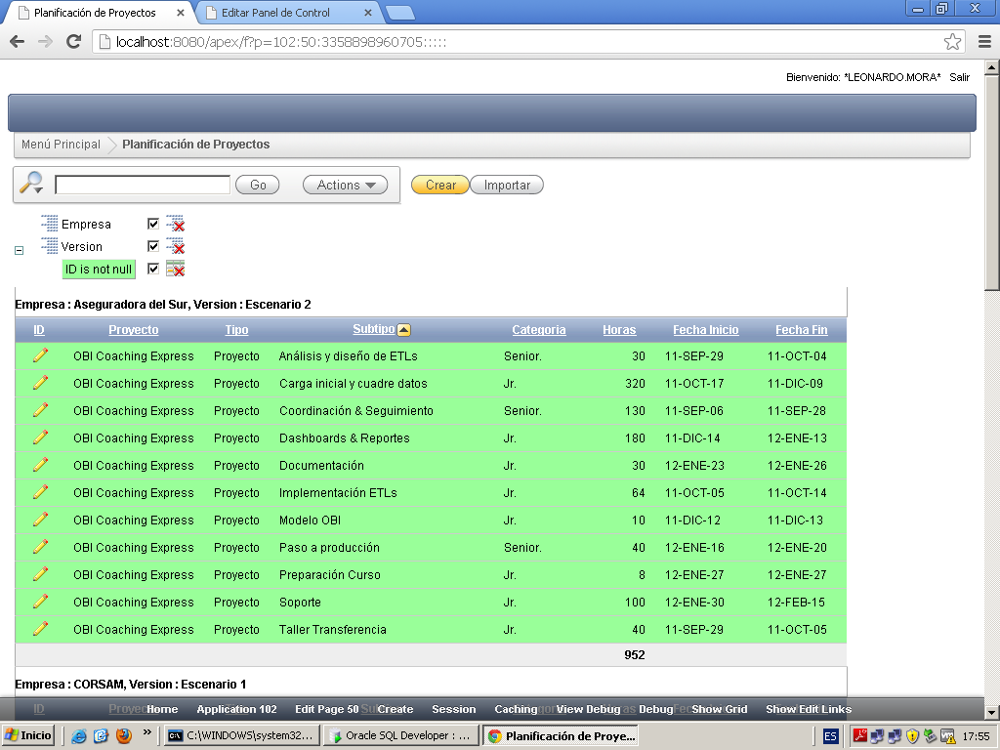 Planificación de Proyectos
Editar Panel de Control
localhost:8080/apex/f?p=102:50:3358898960705:::::
Bienvenido: *LEONARDO.MORA* Salir
Menú Principal Planificación de Proyectos
Go Actions Crear Importar
Empresa
Version
ID is not null
Empresa : Aseguradora del Sur, Version : Escenario 2
ID Proyecto Tipo Subtipo Categoria Horas Fecha Inicio Fecha Fin
OBI Coaching Express Proyecto Análisis y diseño de ETLs Senior. 30 11-SEP-29 11-OCT-04
OBI Coaching Express Proyecto Carga inicial y cuadre datos Jr. 320 11-OCT-17 11-DIC-09
OBI Coaching Express Proyecto Coordinación & Seguimiento Senior. 130 11-SEP-06 11-SEP-28
OBI Coaching Express Proyecto Dashboards & Reportes Jr. 180 11-DIC-14 12-ENE-13
OBI Coaching Express Proyecto Documentación Jr. 30 12-ENE-23 12-ENE-26
OBI Coaching Express Proyecto Implementación ETLs Jr. 64 11-OCT-05 11-OCT-14
OBI Coaching Express Proyecto Modelo OBI Jr. 10 11-DIC-12 11-DIC-13
OBI Coaching Express Proyecto Paso a producción Senior. 40 12-ENE-16 12-ENE-20
OBI Coaching Express Proyecto Preparación Curso Jr. 8 12-ENE-27 12-ENE-27
OBI Coaching Express Proyecto Soporte Jr. 100 12-ENE-30 12-FEB-15
OBI Coaching Express Proyecto Taller Transferencia Jr. 40 11-SEP-29 11-OCT-05
952
Empresa : CORSAM, Version : Escenario 1
Home Application 102 Edit Page 50 Create Session Caching View Debug Debug Show Grid Show Edit Links
Inicio C:\WINDOWS\system32... Oracle SQL Developer : ... Planificación de Proye... ES 17:55